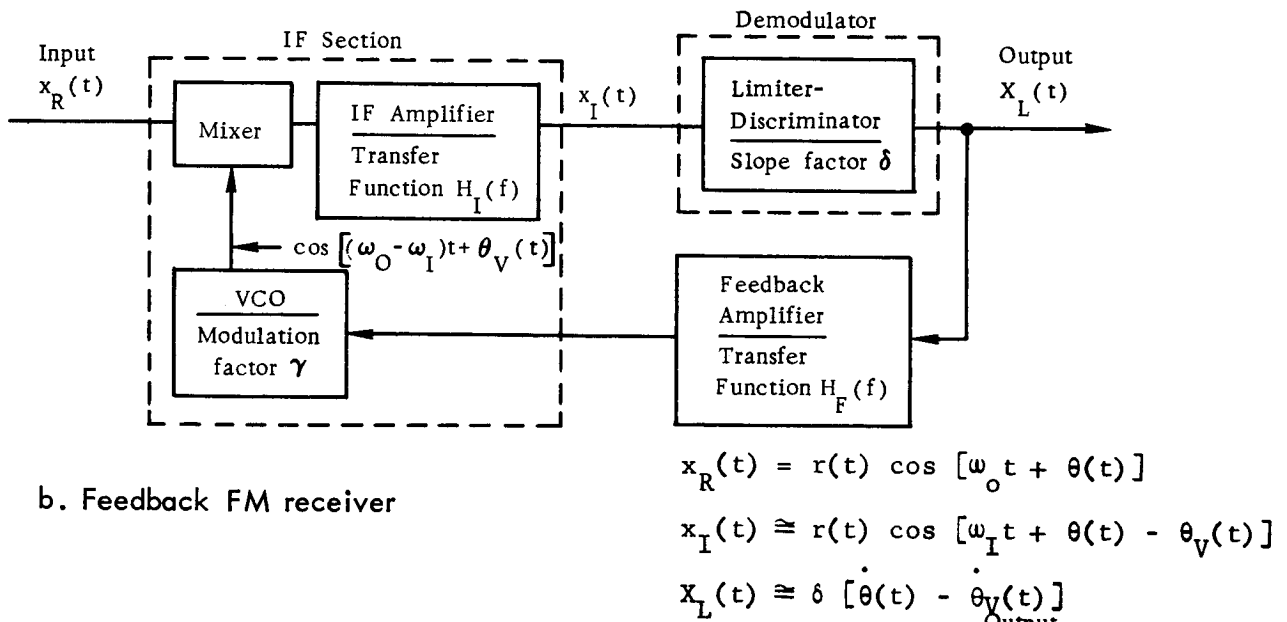 Demodulator
IF Section
Input
x_R(t)
Mixer
IF Amplifier
Transfer
Function H_I(f)
x_I(t)
Limiter-
Discriminator
Slope factor δ
Output
X_L(t)
cos [(ω_O - ω_I)t + θ_V(t)]
VCO
Modulation
factor γ
Feedback
Amplifier
Transfer
Function H_F(f)
b. Feedback FM receiver
x_R(t) = r(t) cos [ω_o t + θ(t)]
x_I(t) ≅ r(t) cos [ω_I t + θ(t) - θ_V(t)]
X_L(t) ≅ δ [θ̇(t) - θ̇_V(t)]
Output